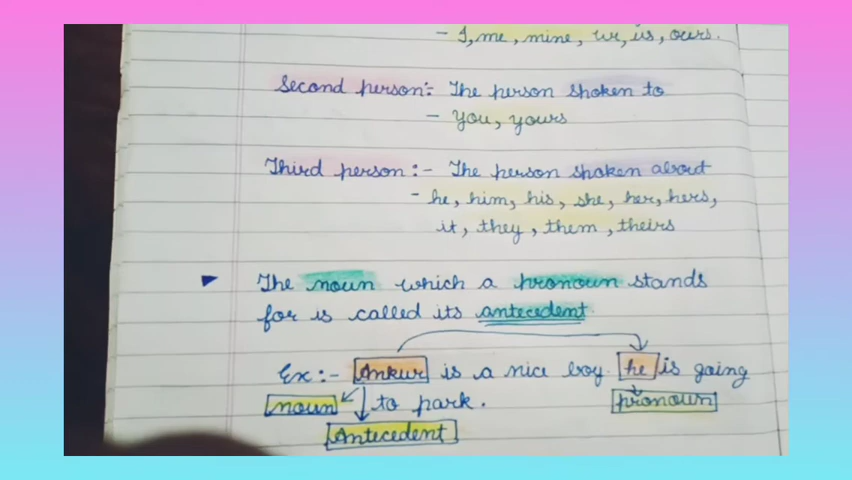 - I, me, mine, we, us, ours.
Second person:- The person spoken to
- you, yours
Third person:- The person spoken about
- he, him, his, she, her, hers,
it, they, them, theirs
The noun which a pronoun stands
for is called its antecedent.
Ex:- Ankur is a nice boy. he is going
to park.
noun
pronoun
Antecedent